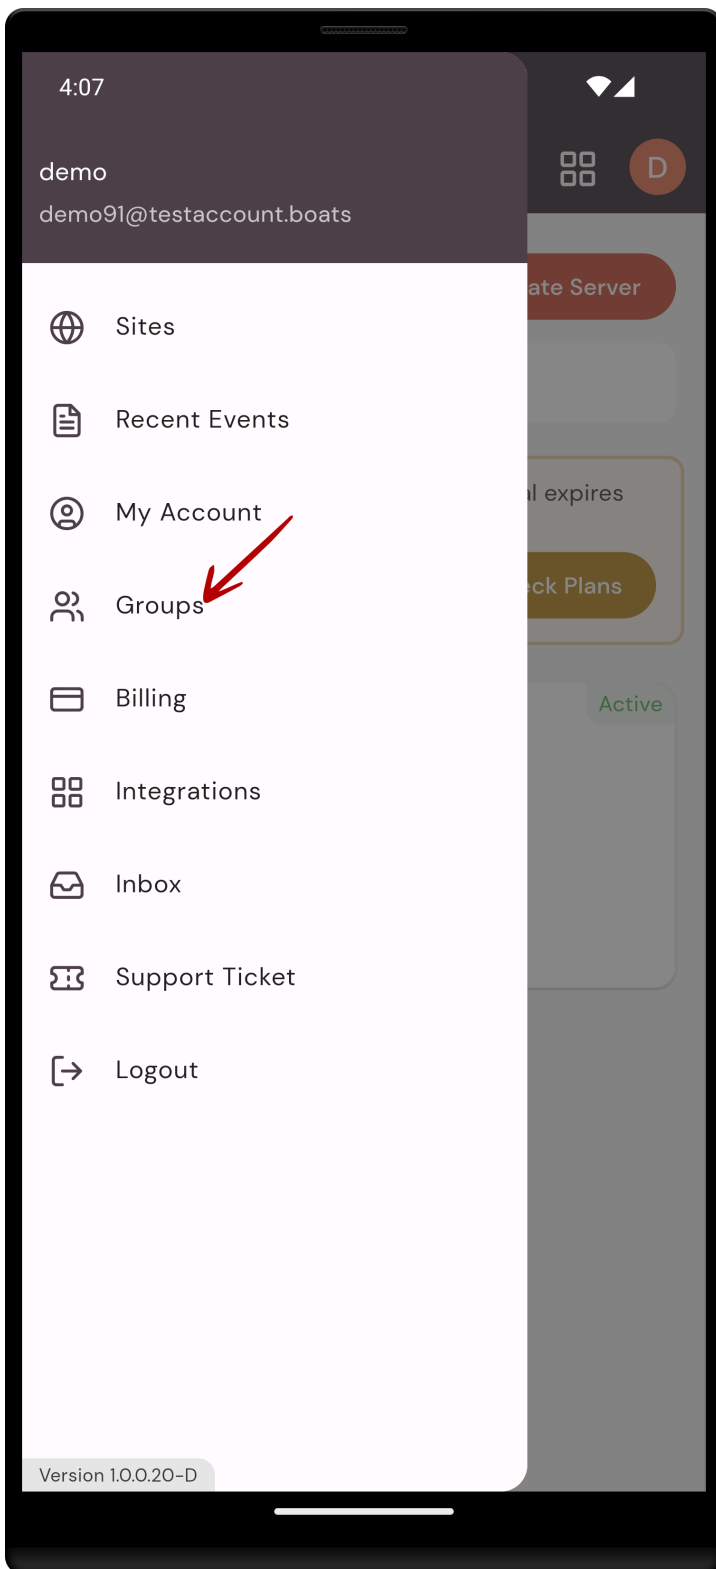 4:07
D
demo
demo91@testaccount.boats
ate Server
Sites
Recent Events
al expires
My Account
ck Plans
Groups
Billing
Active
Integrations
Inbox
Support Ticket
Logout
Version 1.0.0.20-D